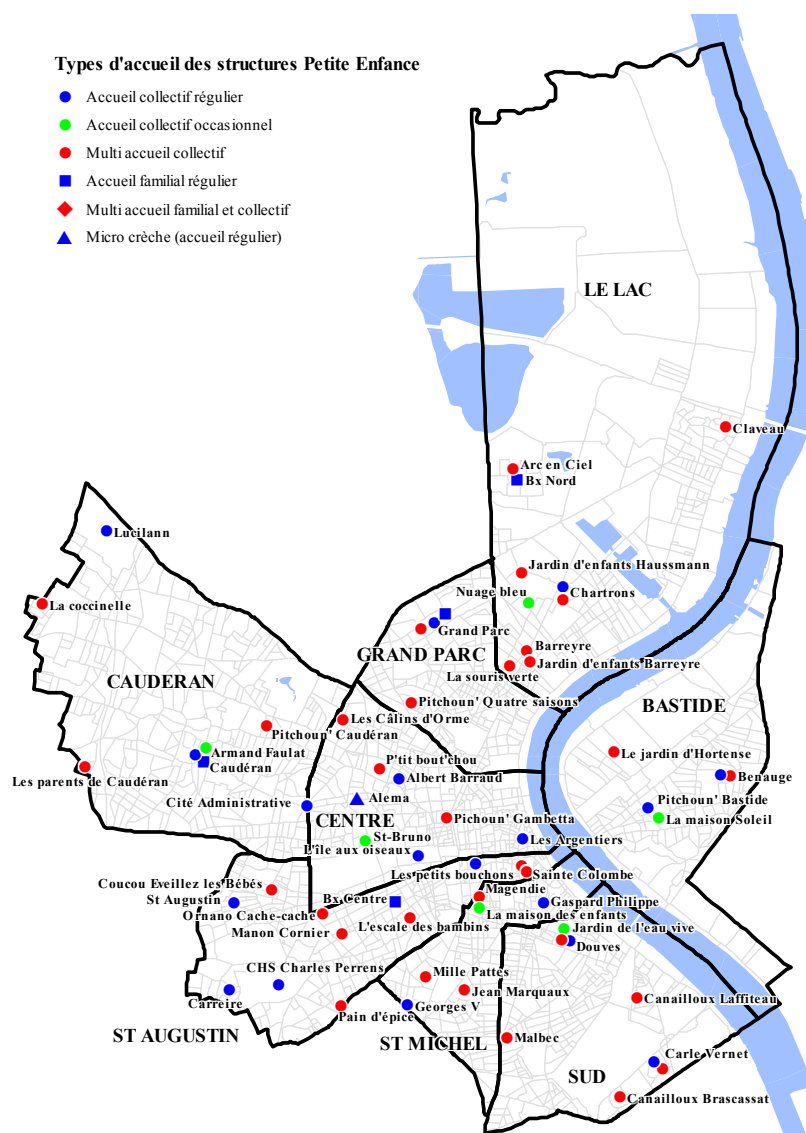 Types d'accueil des structures Petite Enfance
Accueil collectif régulier
Accueil collectif occasionnel
Multi accueil collectif
Accueil familial régulier
Multi accueil familial et collectif
Micro crèche (accueil régulier)
LE LAC
Claveau
Arc en Ciel
Bx Nord
Lucilann
Jardin d'enfants Haussmann
Nuage bleu
Chartrons
La coccinelle
Grand Parc
Barreyre
GRAND PARC
Jardin d'enfants Barreyre
La souris verte
CAUDERAN
Pitchoun' Quatre saisons
BASTIDE
Les Câlins d'Orme
Pitchoun' Caudéran
Armand Faulat
Le jardin d'Hortense
P'tit bout'chou
Caudéran
Les parents de Caudéran
Albert Barraud
Benauge
Alema
Cité Administrative
Pitchoun' Bastide
CENTRE
Pichoun' Gambetta
La maison Soleil
St-Bruno
Les Argentiers
L'île aux oiseaux
Les petits bouchons
Sainte Colombe
Coucou Eveillez les Bébés
Magendie
St Augustin
Bx Centre
Gaspard Philippe
Ornano Cache-cache
La maison des enfants
L'escale des bambins
Jardin de l'eau vive
Manon Cornier
Douves
CHS Charles Perrens
Mille Pattes
Jean Marquaux
Canailloux Laffiteau
Carreire
Georges V
Pain d'épice
ST AUGUSTIN
ST MICHEL
Malbec
Carle Vernet
SUD
Canailloux Brascassat